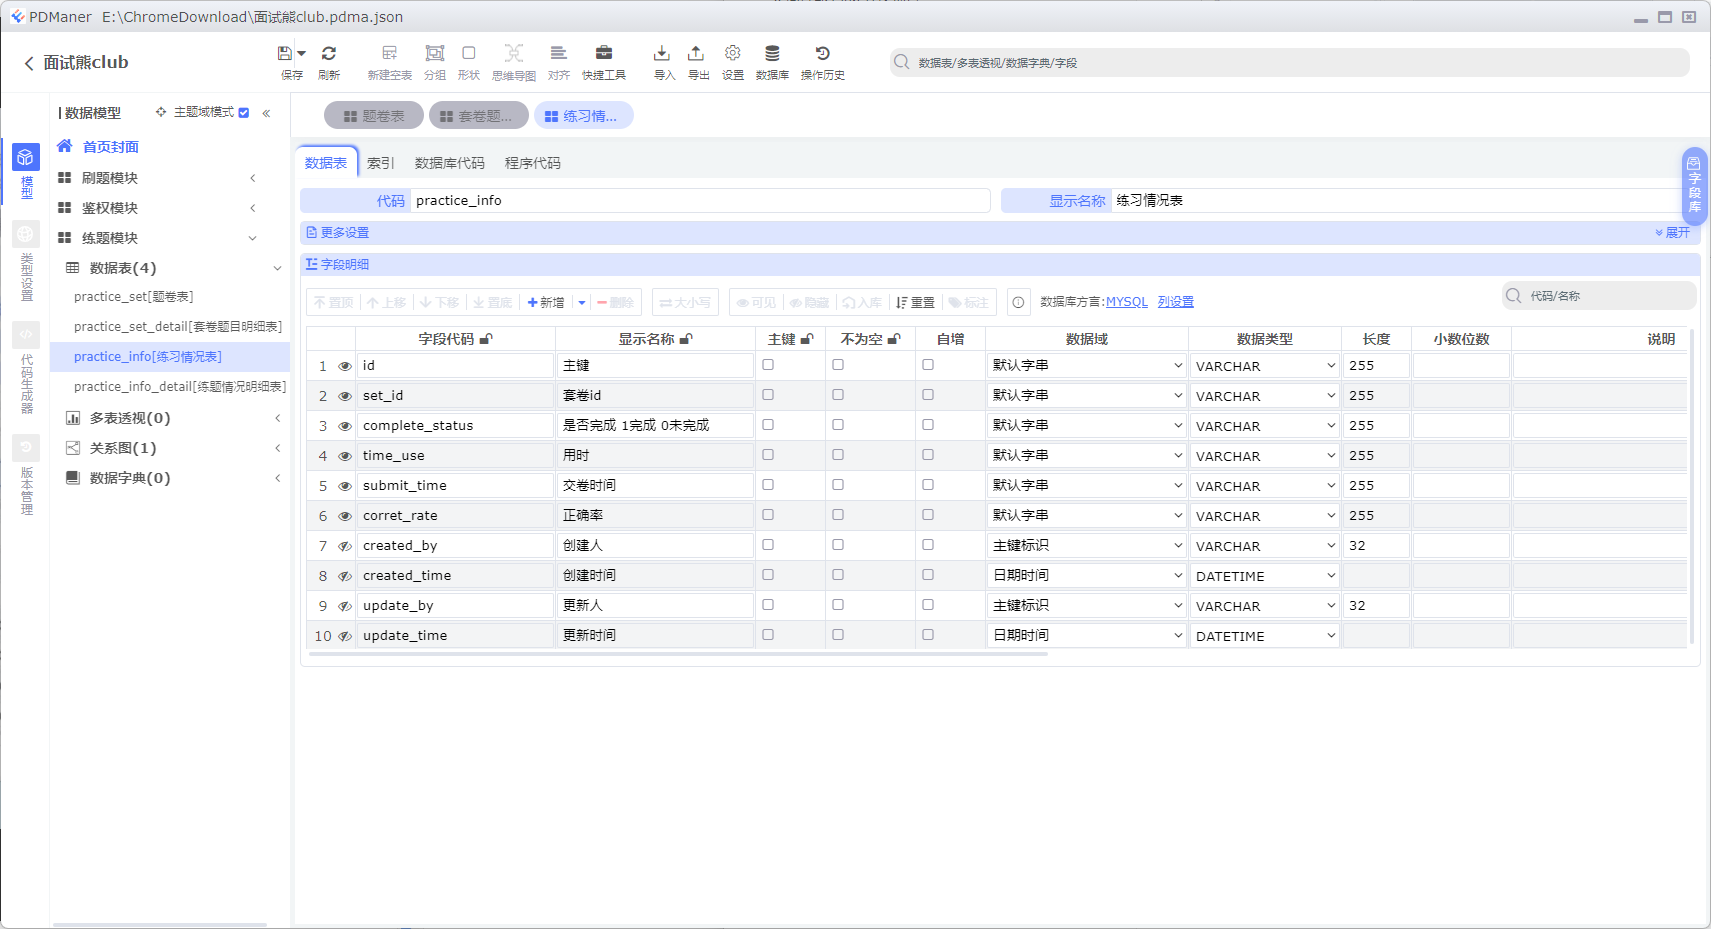 PDManer E:\ChromeDownload\面试熊club.pdma.json
面试熊club
保存 刷新 新建空表 分组 形状 思维导图 对齐 快捷工具 导入 导出 设置 数据库 操作历史
数据表/多表透视/数据字典/字段
模型
类型设置
代码生成器
版本管理
数据模型 主题域模式
首页封面
刷题模块
鉴权模块
练题模块
数据表(4)
practice_set[题卷表]
practice_set_detail[套卷题目明细表]
practice_info[练习情况表]
practice_info_detail[练题情况明细表]
多表透视(0)
关系图(1)
数据字典(0)
题卷表 套卷题... 练习情...
数据表 索引 数据库代码 程序代码
代码 practice_info 显示名称 练习情况表
更多设置 展开
字段明细
置顶 上移 下移 置底 新增 删除 大小写 可见 隐藏 入库 重置 标注 数据库方言:MYSQL 列设置 代码/名称
字段代码 显示名称 主键 不为空 自增 数据域 数据类型 长度 小数位数 说明
1 id 主键 默认字串 VARCHAR 255
2 set_id 套卷id 默认字串 VARCHAR 255
3 complete_status 是否完成 1完成 0未完成 默认字串 VARCHAR 255
4 time_use 用时 默认字串 VARCHAR 255
5 submit_time 交卷时间 默认字串 VARCHAR 255
6 corret_rate 正确率 默认字串 VARCHAR 255
7 created_by 创建人 主键标识 VARCHAR 32
8 created_time 创建时间 日期时间 DATETIME
9 update_by 更新人 主键标识 VARCHAR 32
10 update_time 更新时间 日期时间 DATETIME
字段库